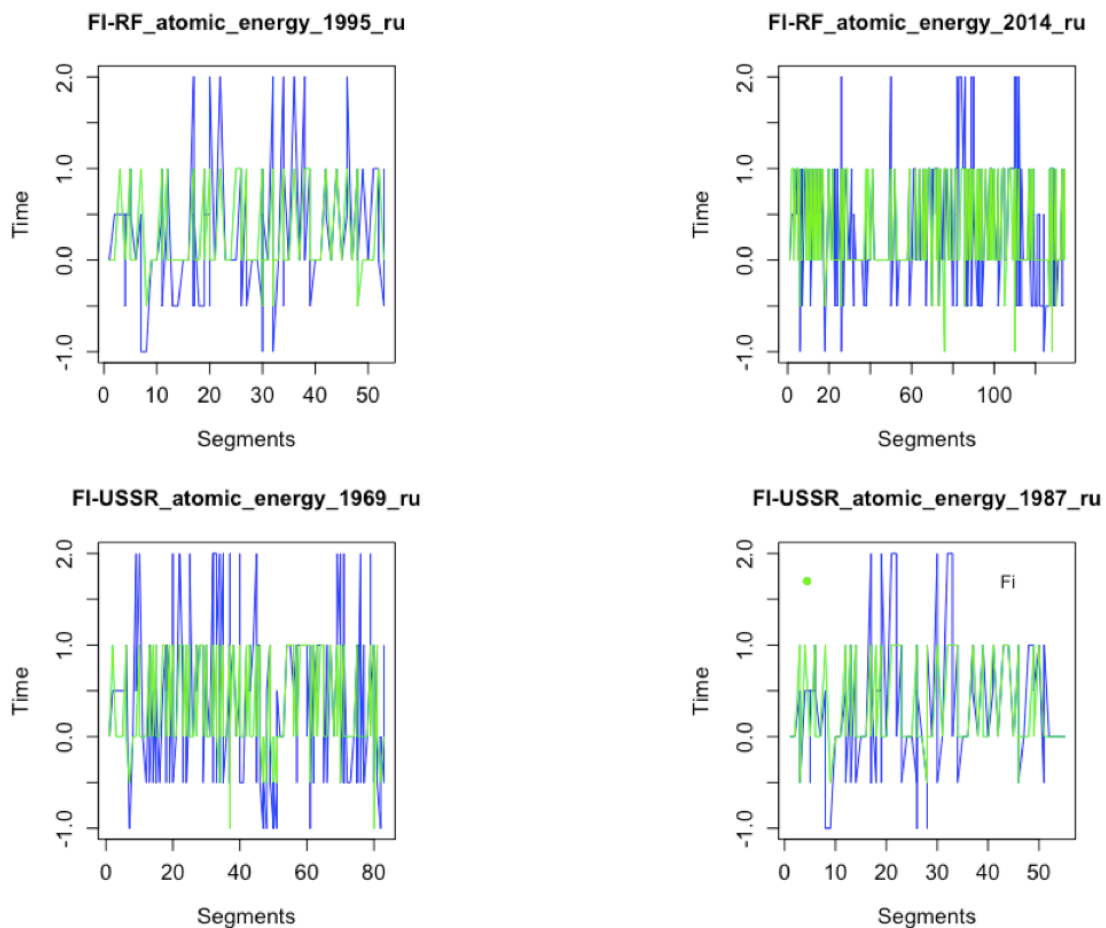 FI-RF_atomic_energy_1995_ru
Time
2.0
1.0
0.0
-1.0
0 10 20 30 40 50
Segments
FI-RF_atomic_energy_2014_ru
Time
2.0
1.0
0.0
-1.0
0 20 60 100
Segments
FI-USSR_atomic_energy_1969_ru
Time
2.0
1.0
0.0
-1.0
0 20 40 60 80
Segments
FI-USSR_atomic_energy_1987_ru
Time
2.0
1.0
0.0
-1.0
Fi
0 10 20 30 40 50
Segments